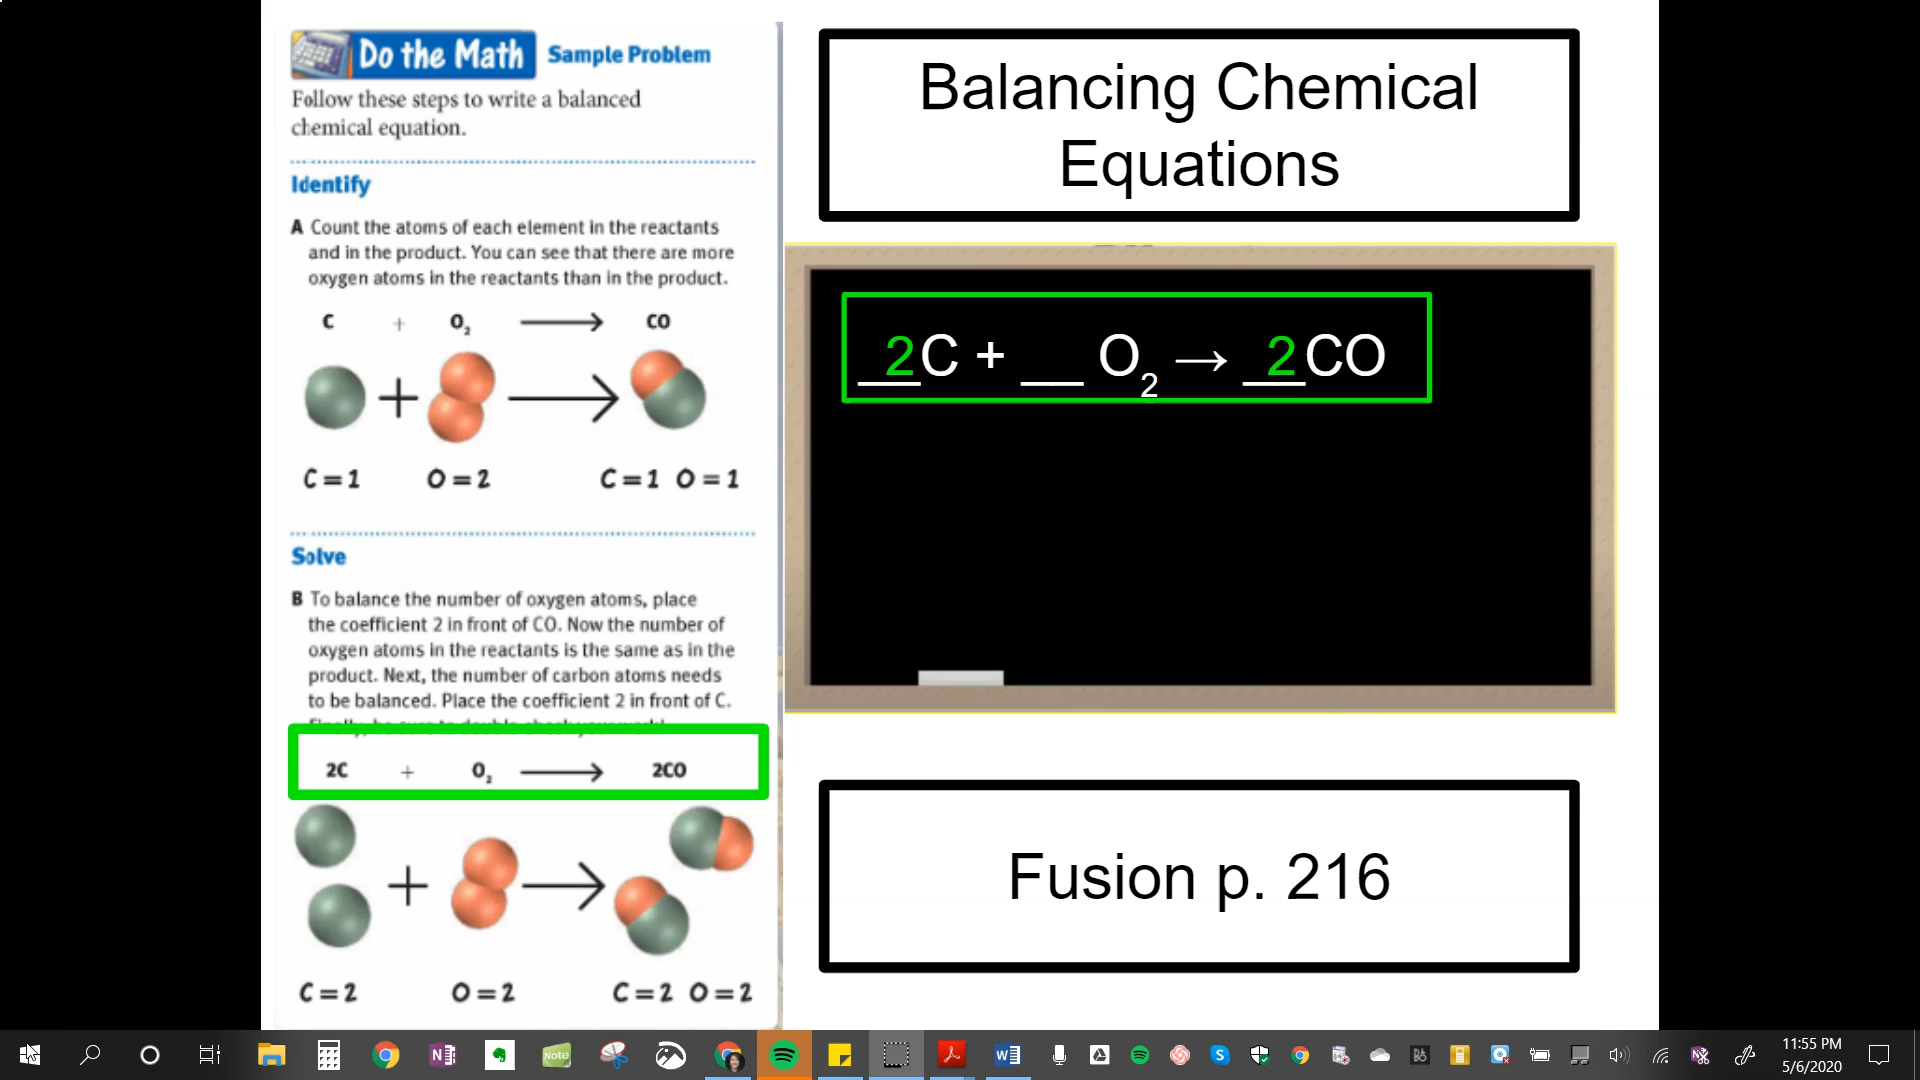 Do the Math Sample Problem
Follow these steps to write a balanced
chemical equation.
Identify
A Count the atoms of each element in the reactants
and in the product. You can see that there are more
oxygen atoms in the reactants than in the product.
C + O₂ → CO
+ →
C=1 O=2 C=1 O=1
Solve
B To balance the number of oxygen atoms, place
the coefficient 2 in front of CO. Now the number of
oxygen atoms in the reactants is the same as in the
product. Next, the number of carbon atoms needs
to be balanced. Place the coefficient 2 in front of C.
2C + O₂ → 2CO
+ →
C=2 O=2 C=2 O=2
Balancing Chemical
Equations
2C + __ O₂ → 2CO
Fusion p. 216
Note
11:55 PM
5/6/2020